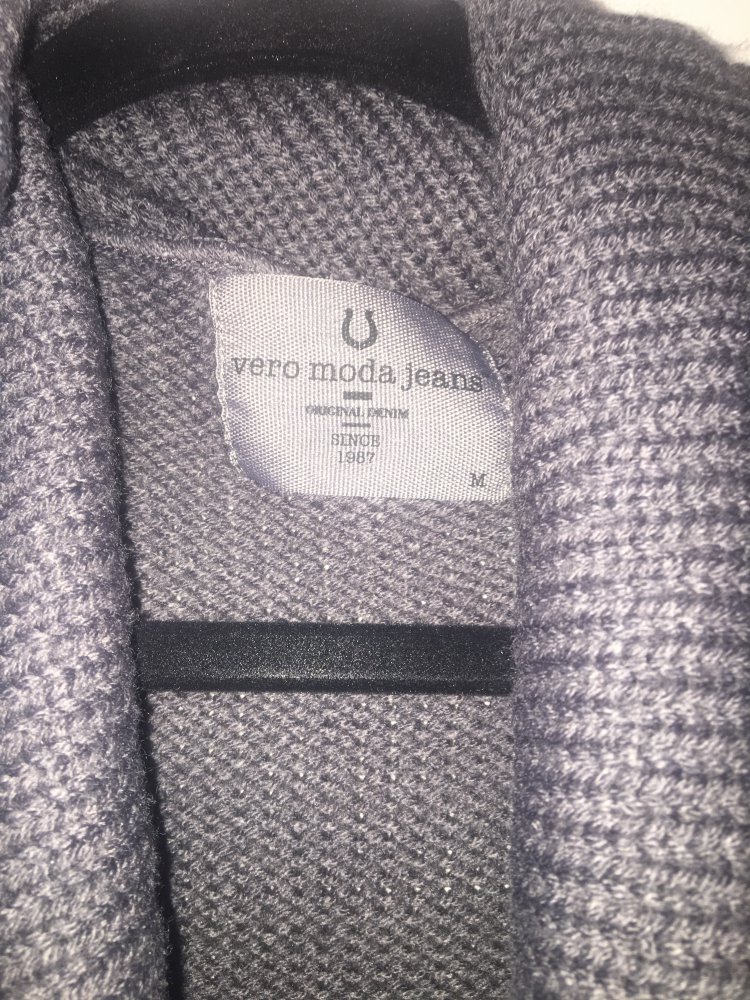 vero moda jeans
ORIGINAL DENIM
SINCE
1987
M